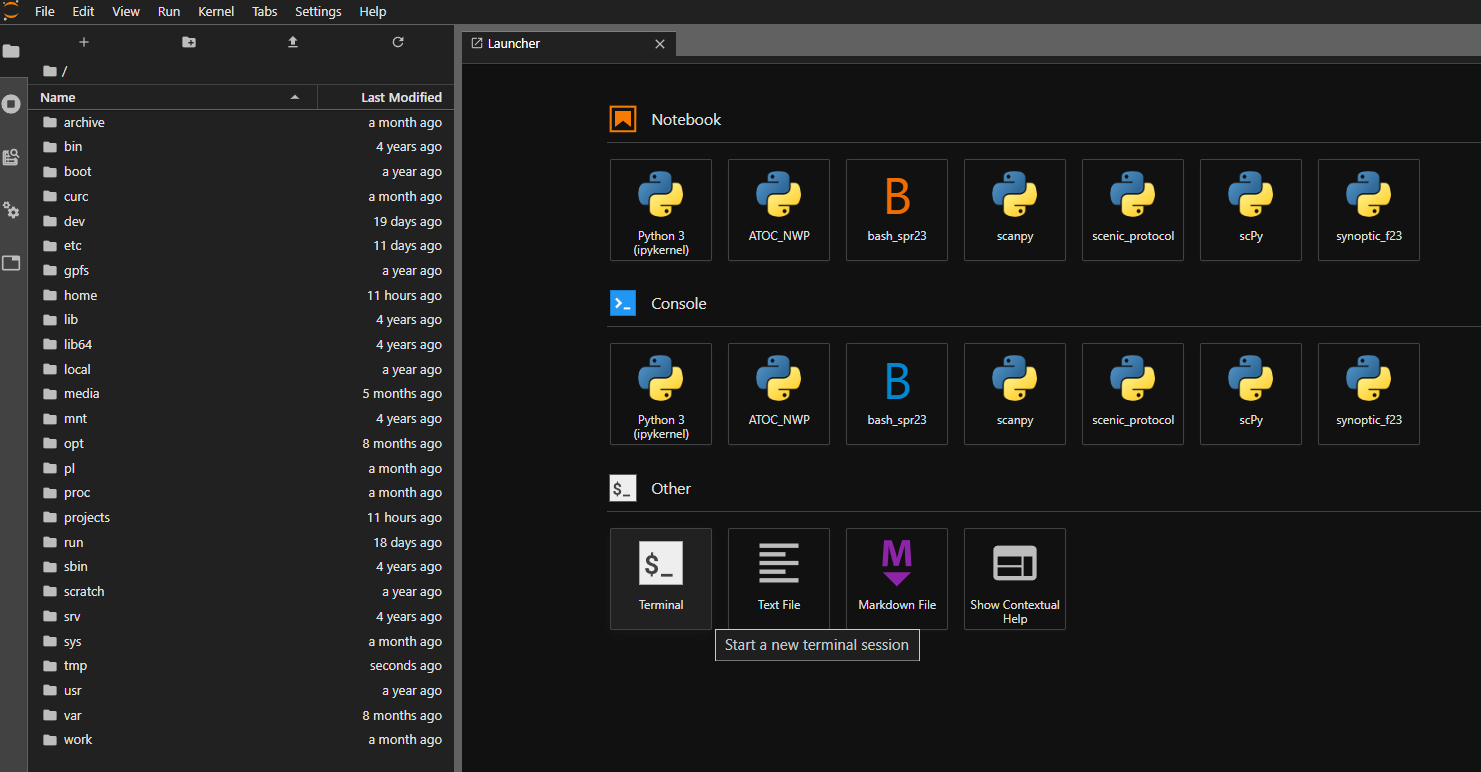 File Edit View Run Kernel Tabs Settings Help
Launcher
/
Name Last Modified
archive a month ago
bin 4 years ago
boot a year ago
curc a month ago
dev 19 days ago
etc 11 days ago
gpfs a year ago
home 11 hours ago
lib 4 years ago
lib64 4 years ago
local a year ago
media 5 months ago
mnt 4 years ago
opt 8 months ago
pl a month ago
proc a month ago
projects 11 hours ago
run 18 days ago
sbin 4 years ago
scratch a year ago
srv 4 years ago
sys a month ago
tmp seconds ago
usr a year ago
var 8 months ago
work a month ago
Notebook
Python 3
(ipykernel)
ATOC_NWP
B
bash_spr23
scanpy
scenic_protocol
scPy
synoptic_f23
>_
Console
Python 3
(ipykernel)
ATOC_NWP
B
bash_spr23
scanpy
scenic_protocol
scPy
synoptic_f23
$_
Other
$_
Terminal
Text File
M
Markdown File
Show Contextual
Help
Start a new terminal session